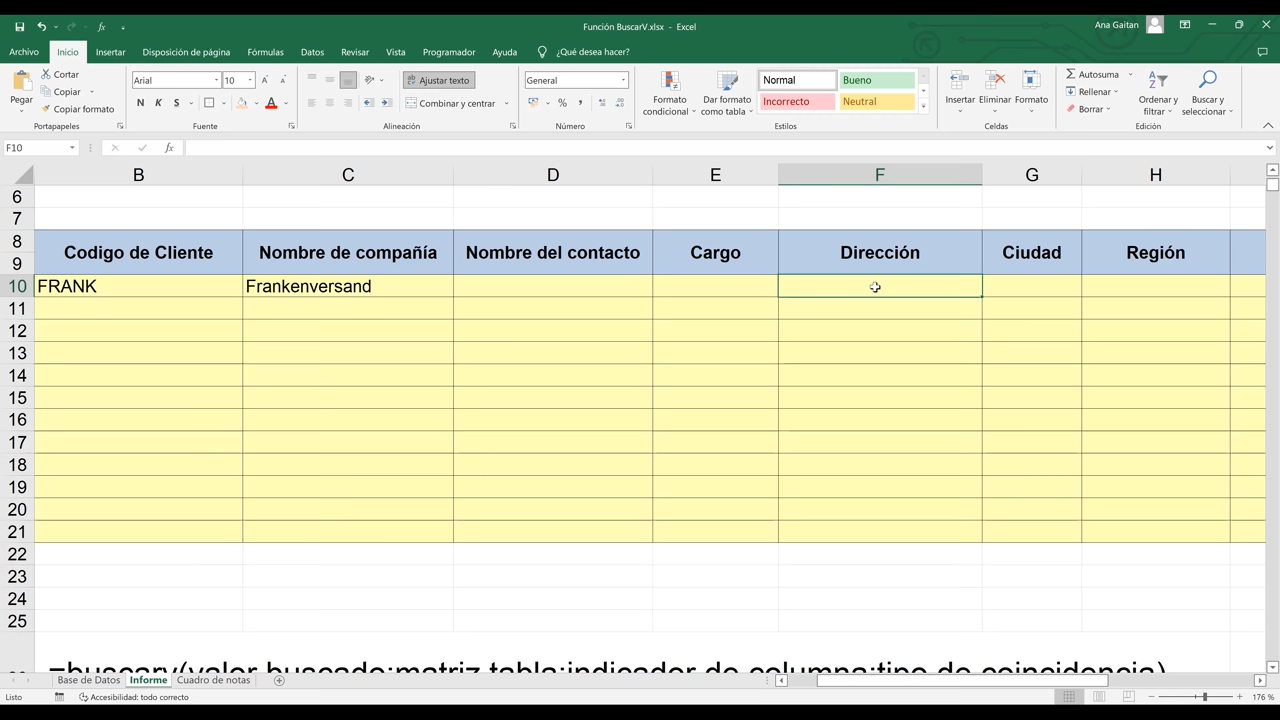 Función BuscarV.xlsx - Excel
Ana Gaitan
Archivo Inicio Insertar Disposición de página Fórmulas Datos Revisar Vista Programador Ayuda ¿Qué desea hacer?
Pegar
Cortar
Copiar
Copiar formato
Portapapeles
Arial 10
N K S
Fuente
Ajustar texto
Combinar y centrar
Alineación
General
Número
Formato condicional
Dar formato como tabla
Normal Bueno
Incorrecto Neutral
Estilos
Insertar Eliminar Formato
Celdas
Autosuma
Rellenar
Borrar
Ordenar y filtrar
Buscar y seleccionar
Edición
F10 fx
B C D E F G H
6
7
8
9
Codigo de Cliente Nombre de compañía Nombre del contacto Cargo Dirección Ciudad Región
10 FRANK Frankenversand
11
12
13
14
15
16
17
18
19
20
21
22
23
24
25
=buscarv(valor buscado;matriz tabla;indicador de columna;tipo de coincidencia)
Base de Datos Informe Cuadro de notas
Listo Accesibilidad: todo correcto 176 %